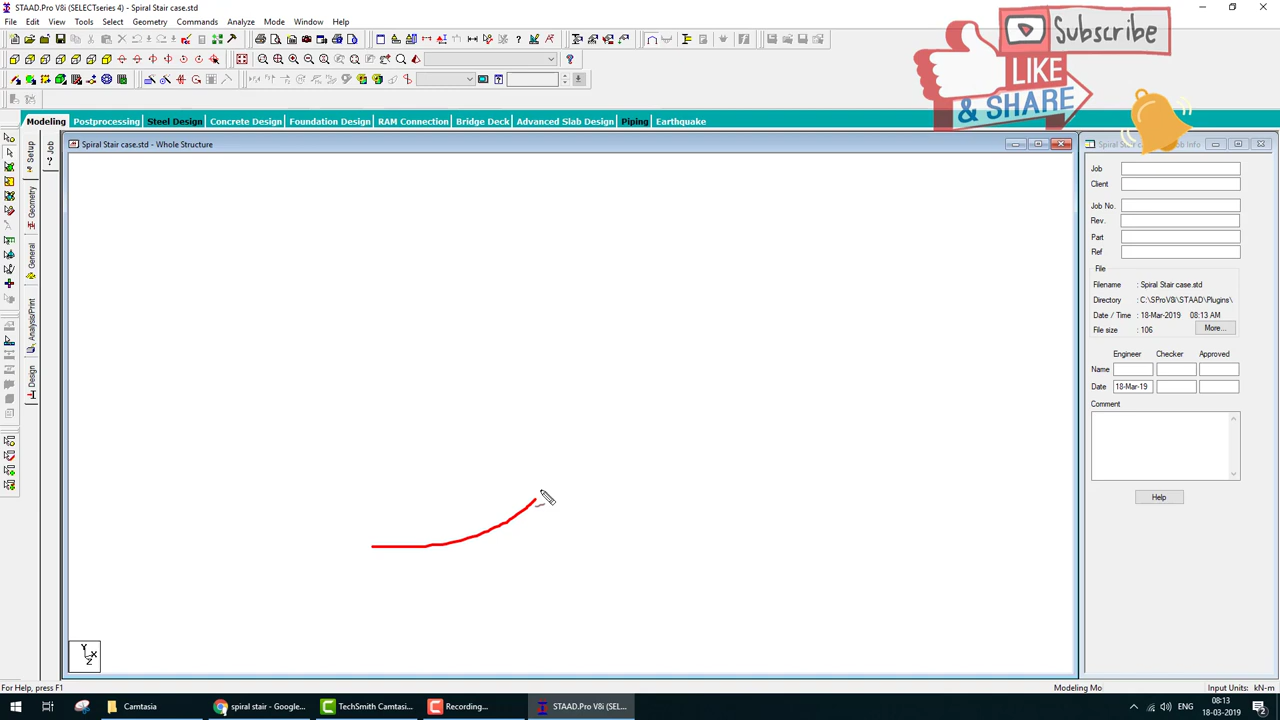 STAAD.Pro V8i (SELECTseries 4) - Spiral Stair case.std
File Edit View Tools Select Geometry Commands Analyze Mode Window Help
Subscribe
LIKE
& SHARE
Modeling Postprocessing Steel Design Concrete Design Foundation Design RAM Connection Bridge Deck Advanced Slab Design Piping Earthquake
Spiral Stair case.std - Whole Structure
Setup
Geometry
General
Analysis/Print
Design
Job
Job
Client
Job No.
Rev.
Part
Ref
File
Filename : Spiral Stair case.std
Directory : C:\SProV8i\STAAD\Plugins\
Date / Time : 18-Mar-2019 08:13 AM
File size : 106 More...
Engineer Checker Approved
Name
Date 18-Mar-19
Comment
Help
Y
X
Z
For Help, press F1
Modeling Mo Input Units: kN-m
Camtasia
spiral stair - Google...
TechSmith Camtasi...
Recording...
STAAD.Pro V8i (SEL...
ENG
08:13
18-03-2019
2